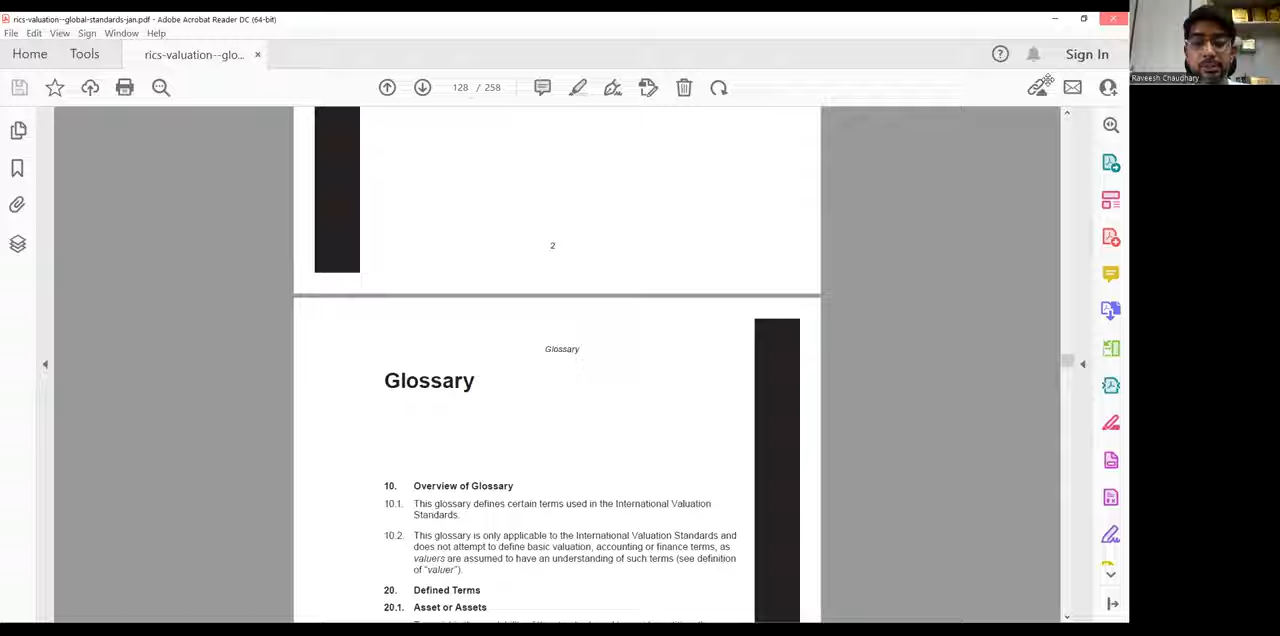 rics-valuation--global-standards-jan.pdf - Adobe Acrobat Reader DC (64-bit)
File Edit View Sign Window Help
Home Tools rics-valuation--glo... × Sign In
128 / 258
Raveesh Chaudhary
2
Glossary
Glossary
10. Overview of Glossary
10.1. This glossary defines certain terms used in the International Valuation
Standards.
10.2. This glossary is only applicable to the International Valuation Standards and
does not attempt to define basic valuation, accounting or finance terms, as
valuers are assumed to have an understanding of such terms (see definition
of "valuer").
20. Defined Terms
20.1. Asset or Assets